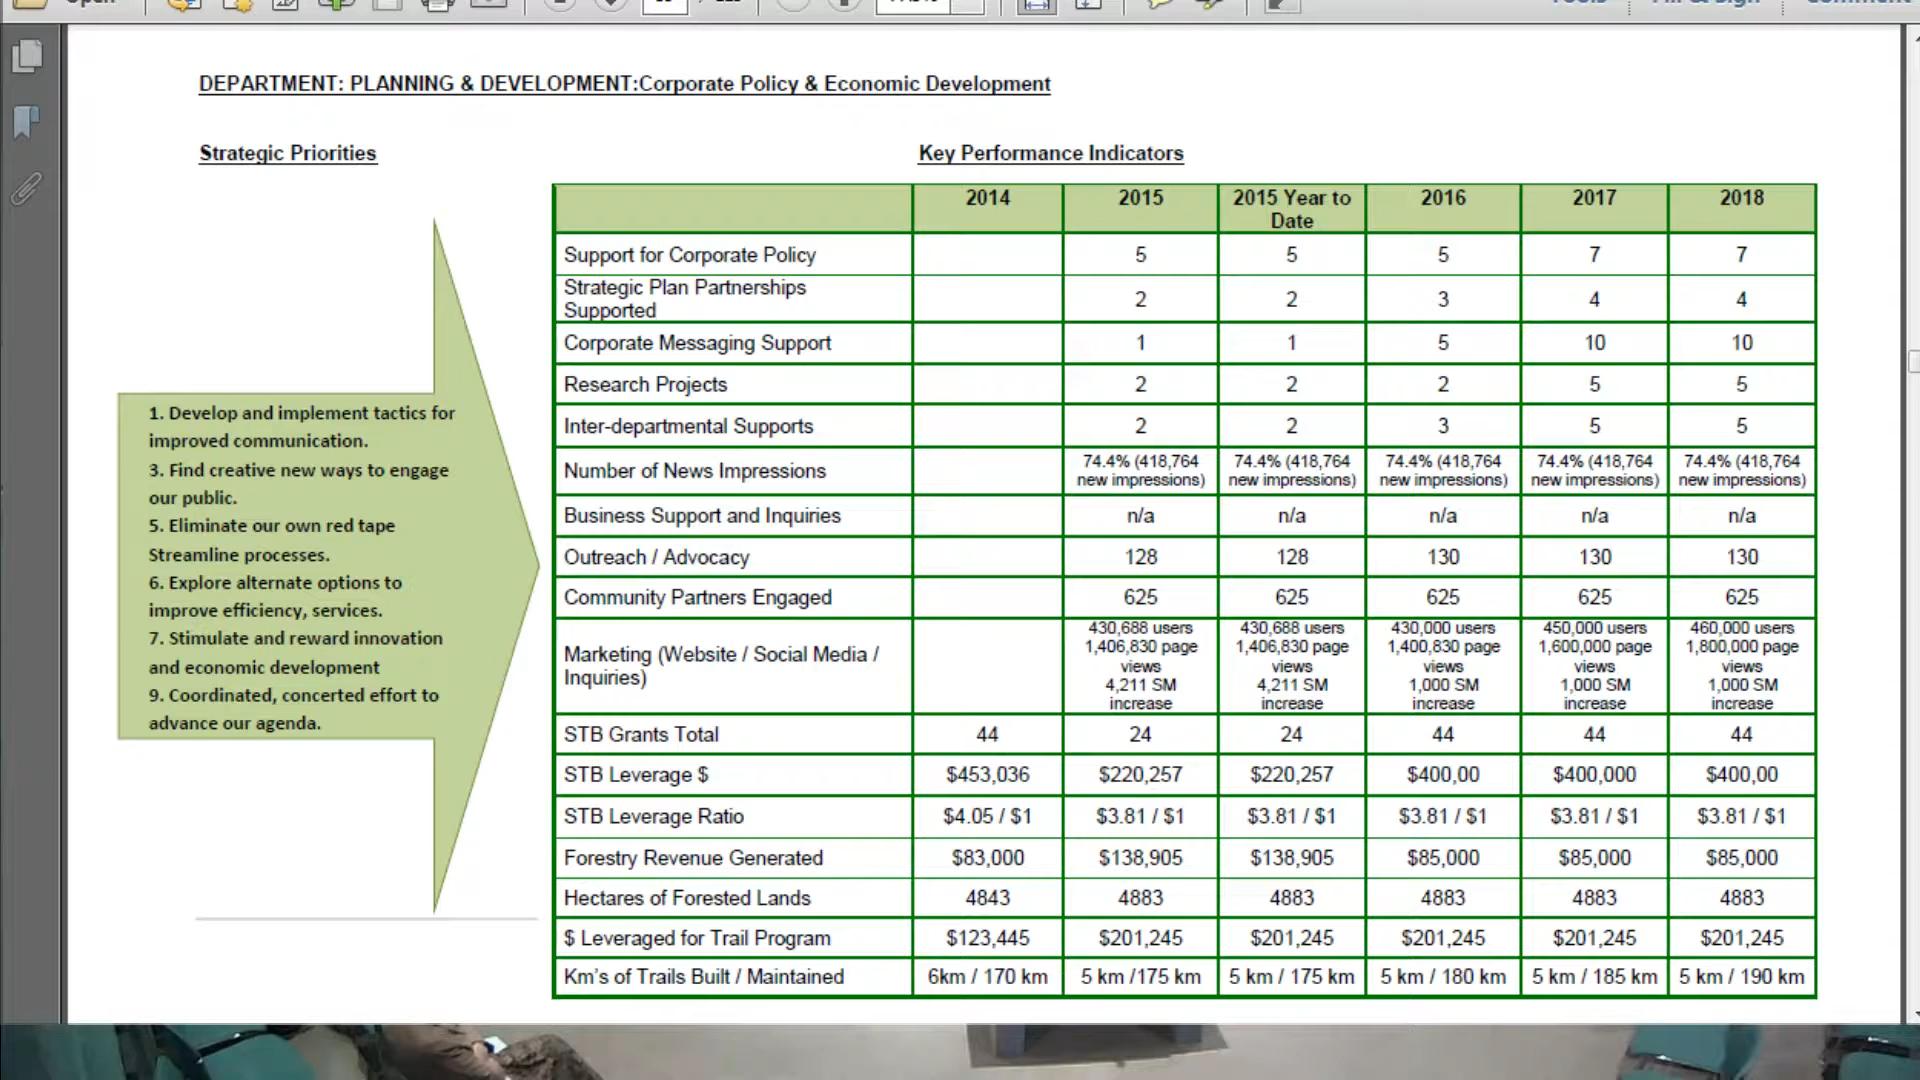 DEPARTMENT: PLANNING & DEVELOPMENT:Corporate Policy & Economic Development
Strategic Priorities
Key Performance Indicators
1. Develop and implement tactics for
improved communication.
3. Find creative new ways to engage
our public.
5. Eliminate our own red tape
Streamline processes.
6. Explore alternate options to
improve efficiency, services.
7. Stimulate and reward innovation
and economic development
9. Coordinated, concerted effort to
advance our agenda.
2014 2015 2015 Year to 2016 2017 2018
Date
Support for Corporate Policy 5 5 5 7 7
Strategic Plan Partnerships
Supported 2 2 3 4 4
Corporate Messaging Support 1 1 5 10 10
Research Projects 2 2 2 5 5
Inter-departmental Supports 2 2 3 5 5
Number of News Impressions 74.4% (418,764 74.4% (418,764 74.4% (418,764 74.4% (418,764 74.4% (418,764
new impressions) new impressions) new impressions) new impressions) new impressions)
Business Support and Inquiries n/a n/a n/a n/a n/a
Outreach / Advocacy 128 128 130 130 130
Community Partners Engaged 625 625 625 625 625
Marketing (Website / Social Media /
Inquiries)
430,688 users 430,688 users 430,000 users 450,000 users 460,000 users
1,406,830 page 1,406,830 page 1,400,830 page 1,600,000 page 1,800,000 page
views views views views views
4,211 SM 4,211 SM 1,000 SM 1,000 SM 1,000 SM
increase increase increase increase increase
STB Grants Total 44 24 24 44 44 44
STB Leverage $ $453,036 $220,257 $220,257 $400,00 $400,000 $400,00
STB Leverage Ratio $4.05 / $1 $3.81 / $1 $3.81 / $1 $3.81 / $1 $3.81 / $1 $3.81 / $1
Forestry Revenue Generated $83,000 $138,905 $138,905 $85,000 $85,000 $85,000
Hectares of Forested Lands 4843 4883 4883 4883 4883 4883
$ Leveraged for Trail Program $123,445 $201,245 $201,245 $201,245 $201,245 $201,245
Km's of Trails Built / Maintained 6km / 170 km 5 km /175 km 5 km / 175 km 5 km / 180 km 5 km / 185 km 5 km / 190 km